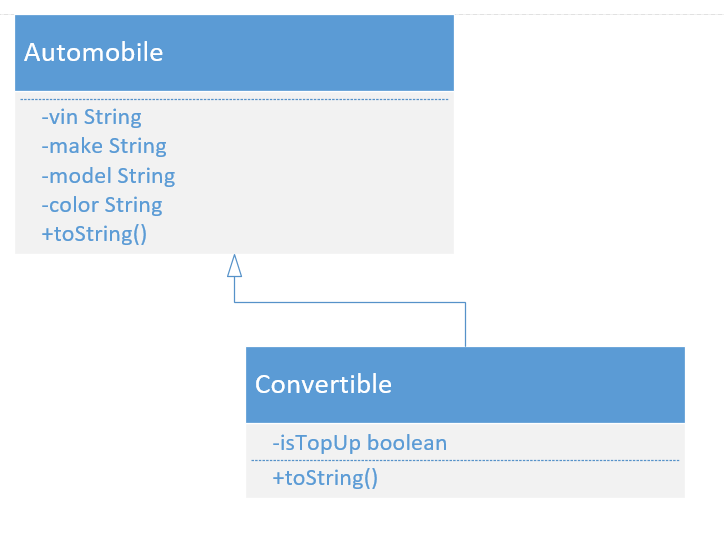 Automobile
-vin String
-make String
-model String
-color String
+toString()
Convertible
-isTopUp boolean
+toString()